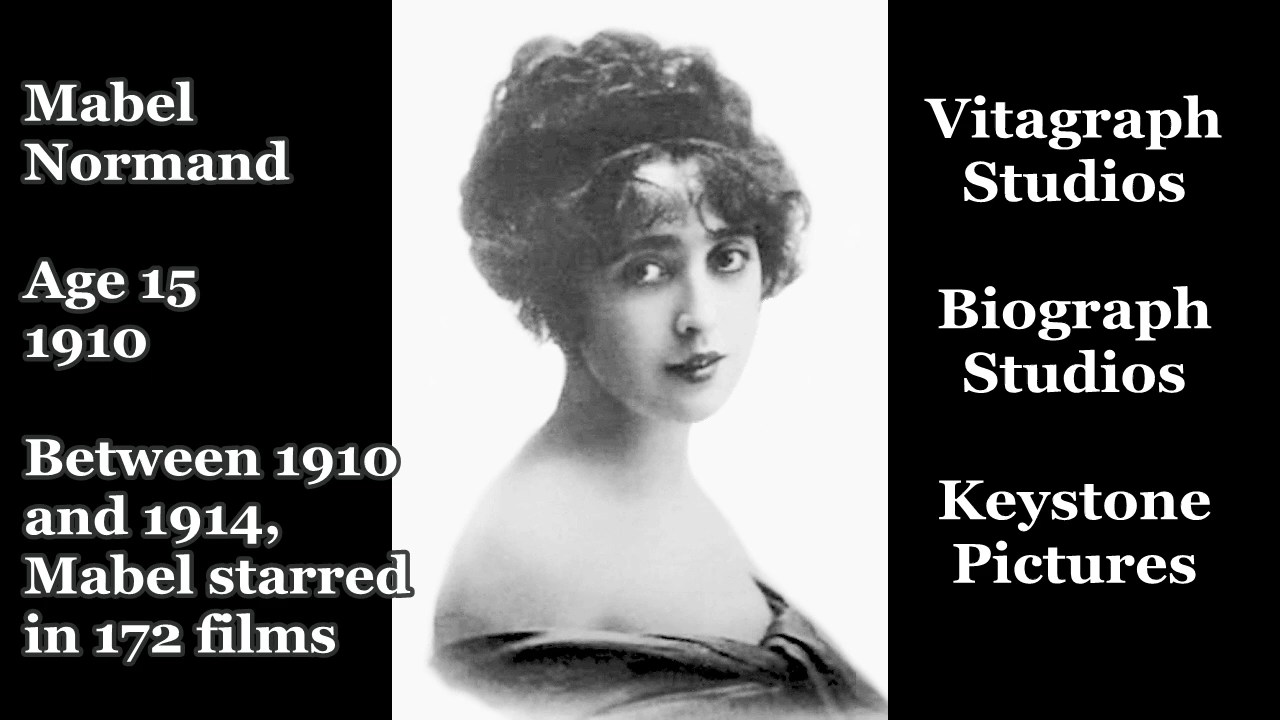 Mabel
Normand
Age 15
1910
Between 1910
and 1914,
Mabel starred
in 172 films
Vitagraph
Studios
Biograph
Studios
Keystone
Pictures